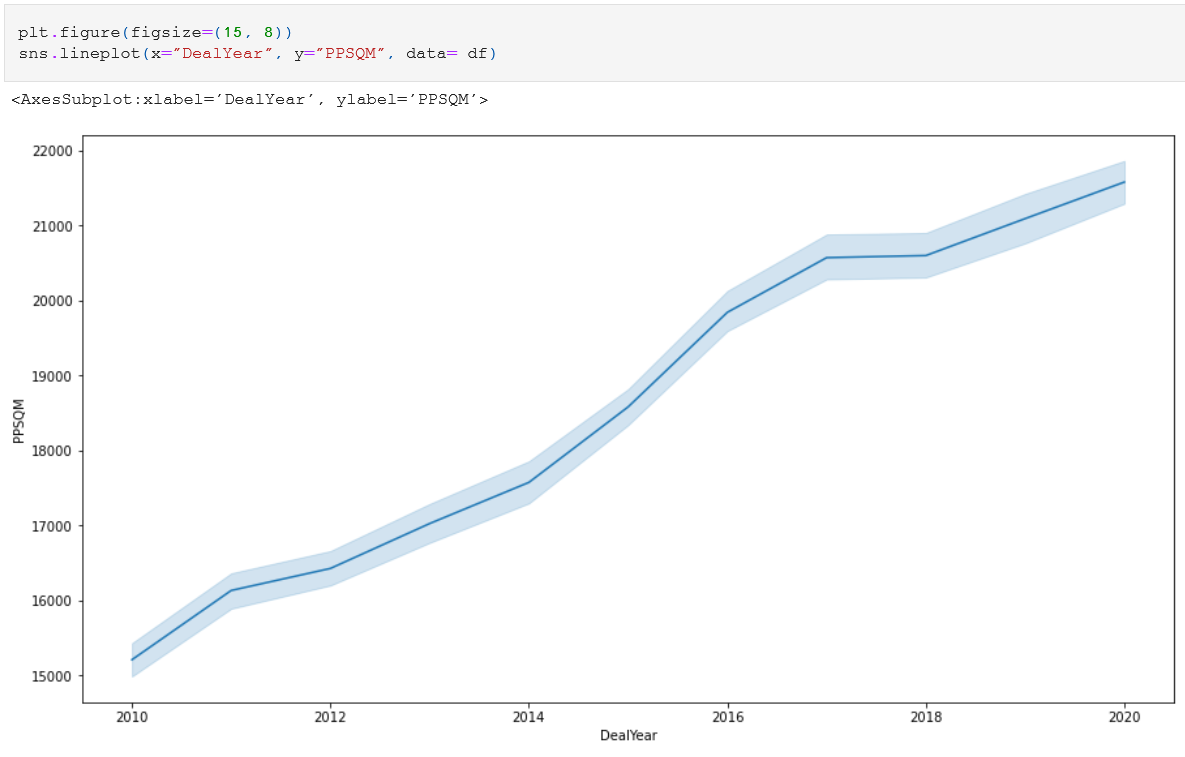 plt.figure(figsize=(15, 8))
sns.lineplot(x=”DealYear”, y=”PPSQM”, data= df)
<AxesSubplot:xlabel=’DealYear’, ylabel=’PPSQM’>
22000
21000
20000
19000
18000
17000
16000
15000
PPSQM
2010 2012 2014 2016 2018 2020
DealYear